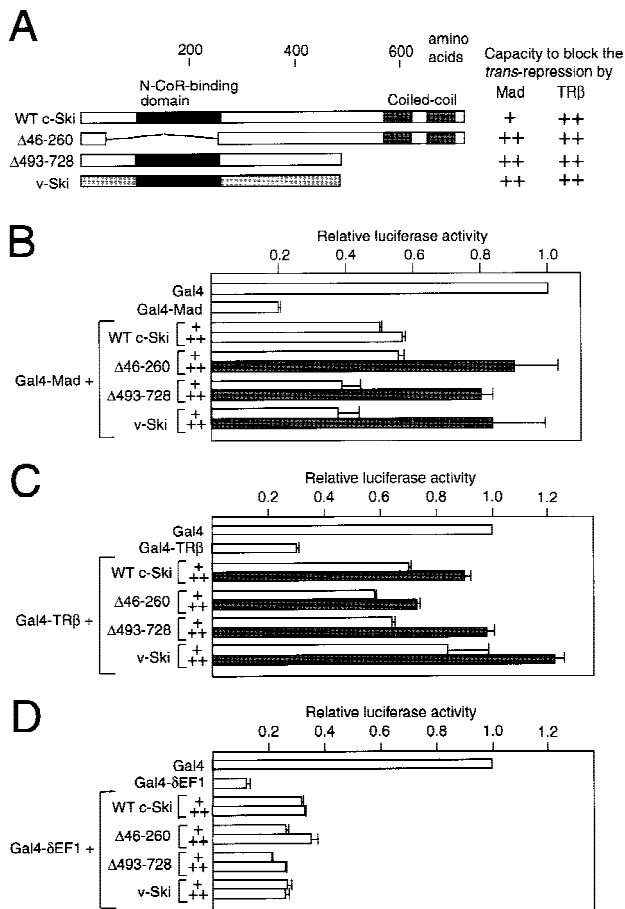 A
200 400 600 amino acids
Capacity to block the trans-repression by
Mad TRβ
N-CoR-binding domain
Coiled-coil
WT c-Ski + ++
Δ46-260 ++ ++
Δ493-728 ++ ++
v-Ski ++ ++
B
Relative luciferase activity
0.2 0.4 0.6 0.8 1.0
Gal4
Gal4-Mad
Gal4-Mad +
WT c-Ski + ++
Δ46-260 + ++
Δ493-728 + ++
v-Ski + ++
C
Relative luciferase activity
0.2 0.4 0.6 0.8 1.0 1.2
Gal4
Gal4-TRβ
Gal4-TRβ +
WT c-Ski + ++
Δ46-260 + ++
Δ493-728 + ++
v-Ski + ++
D
Relative luciferase activity
0.2 0.4 0.6 0.8 1.0 1.2
Gal4
Gal4-δEF1
Gal4-δEF1 +
WT c-Ski + ++
Δ46-260 + ++
Δ493-728 + ++
v-Ski + ++